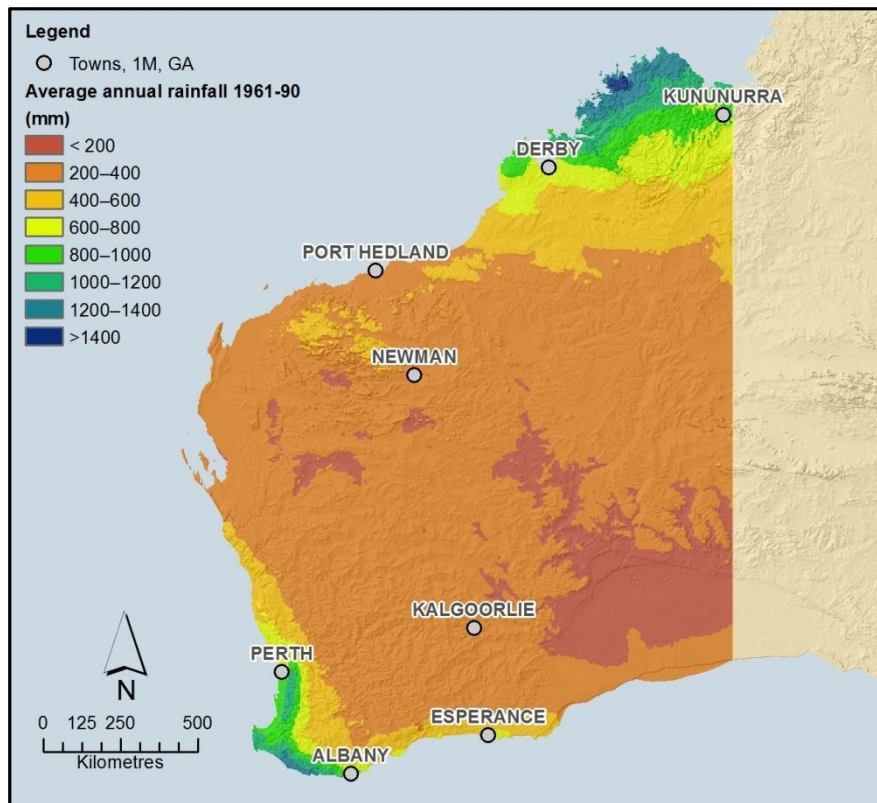 Legend
Towns, 1M, GA
Average annual rainfall 1961-90
(mm)
< 200
200–400
400–600
600–800
800–1000
1000–1200
1200–1400
>1400
KUNUNURRA
DERBY
PORT HEDLAND
NEWMAN
KALGOORLIE
PERTH
ESPERANCE
ALBANY
N
0 125 250 500
Kilometres